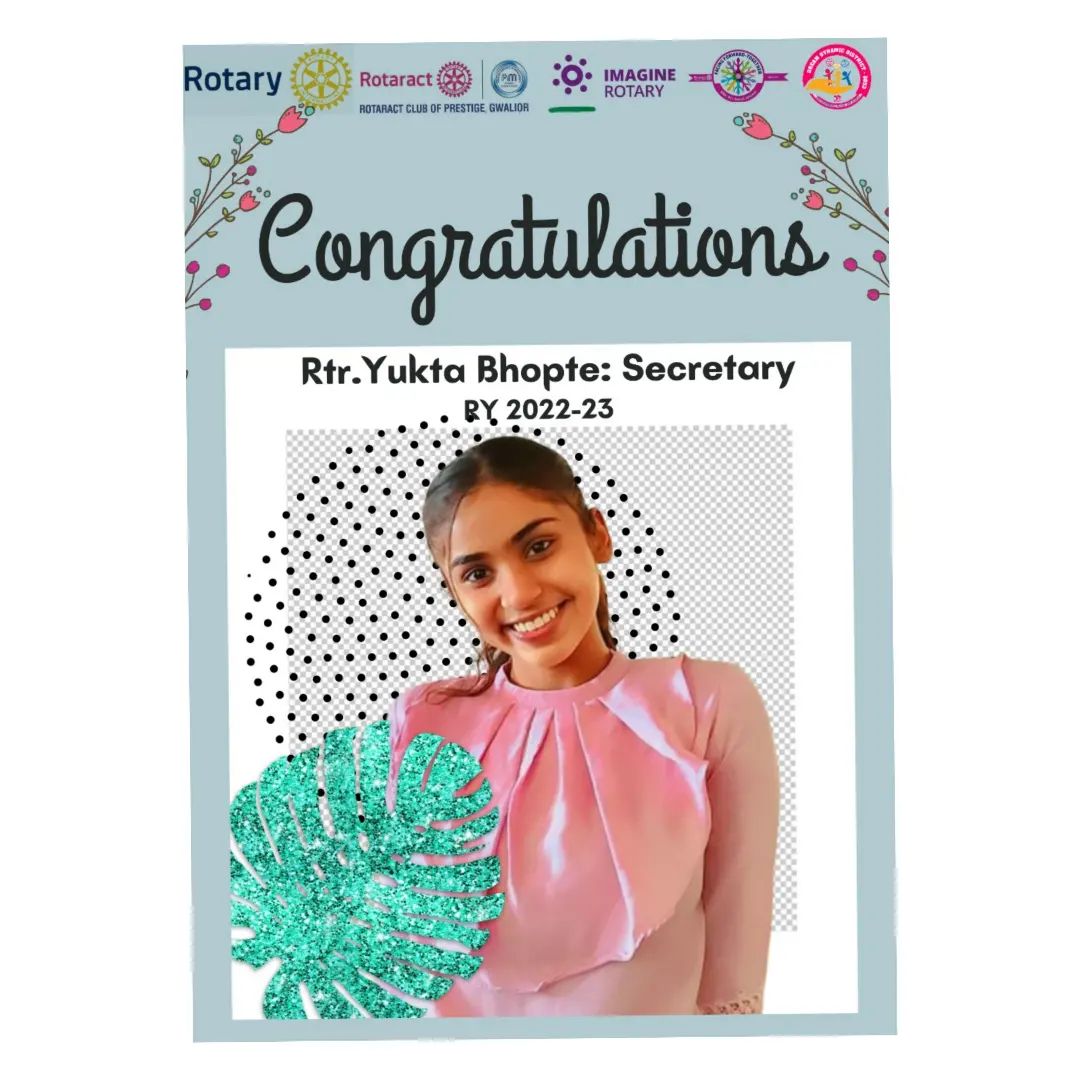 Rotary
Rotaract
IMAGINE
ROTARY
ROTARACT CLUB OF PRESTIGE, GWALIOR
Congratulations
Rtr.Yukta Bhopte: Secretary
RY 2022-23